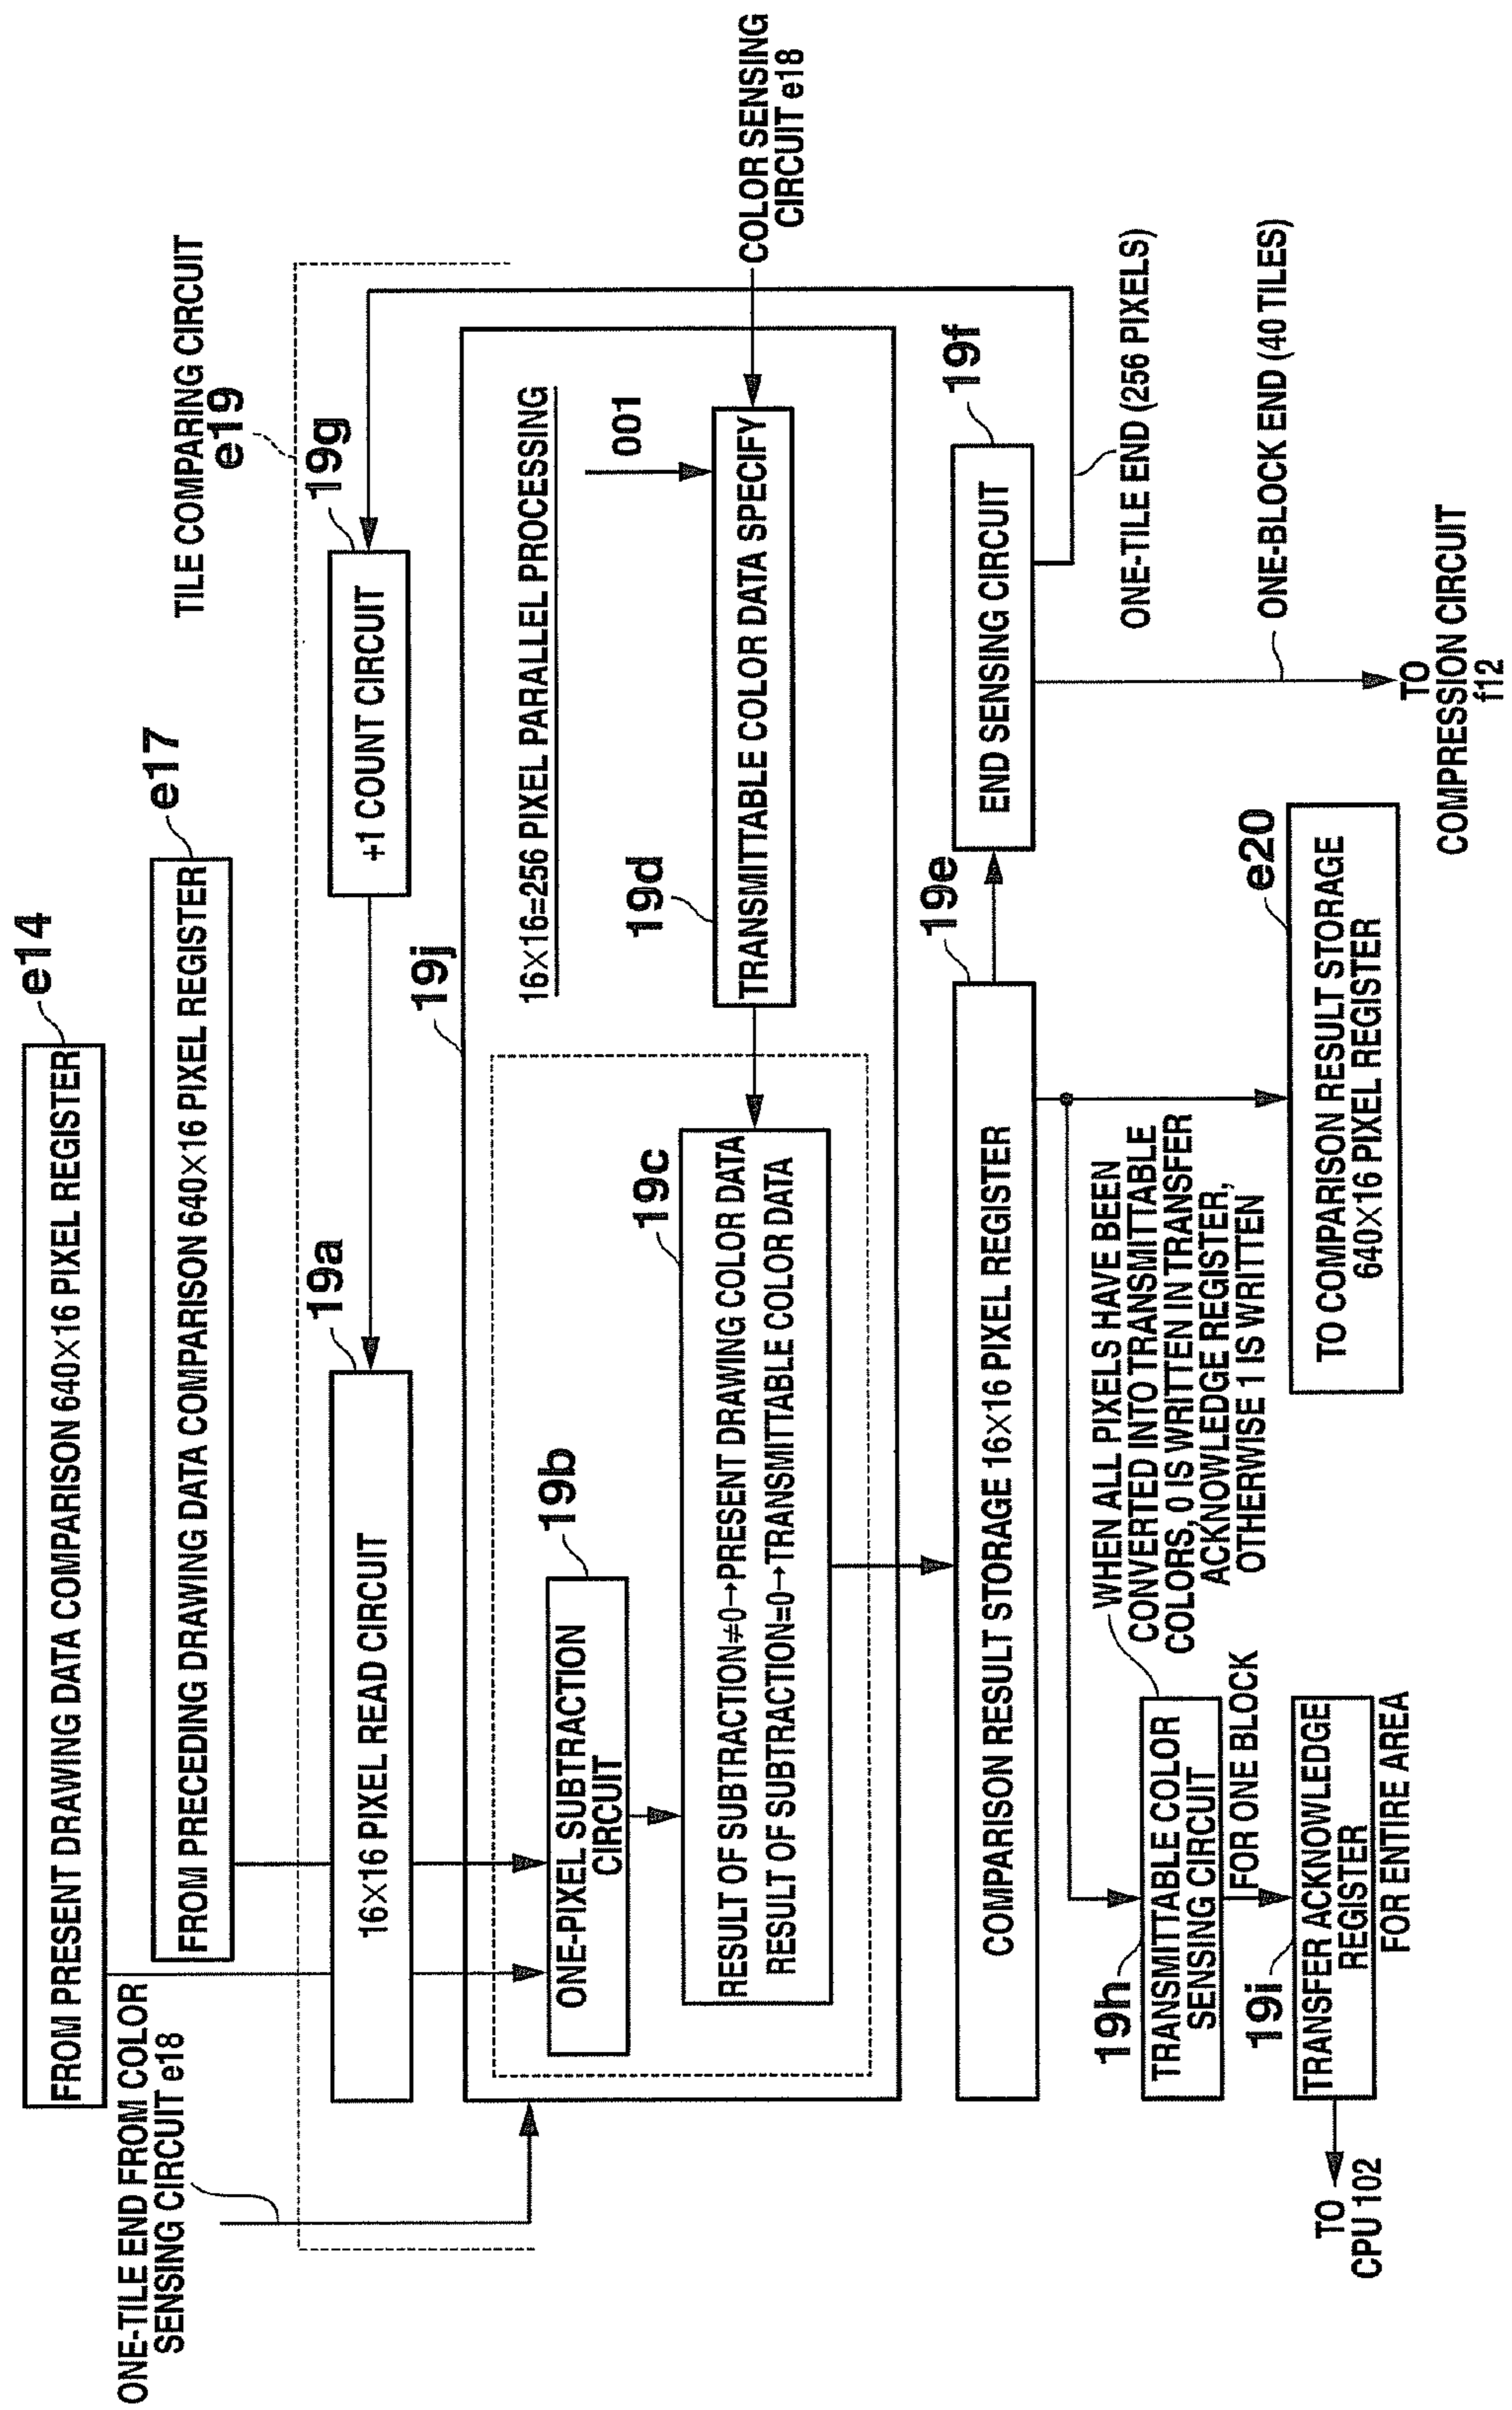 FROM PRESENT DRAWING DATA COMPARISON 640×16 PIXEL REGISTER
e14
FROM PRECEDING DRAWING DATA COMPARISON 640×16 PIXEL REGISTER
e17
ONE-TILE END FROM COLOR
SENSING CIRCUIT e18
TILE COMPARING CIRCUIT
e19
16×16 PIXEL READ CIRCUIT
19a
+1 COUNT CIRCUIT
19g
19j
16×16=256 PIXEL PARALLEL PROCESSING
ONE-PIXEL SUBTRACTION
CIRCUIT
19b
001
19c
RESULT OF SUBTRACTION≠0→PRESENT DRAWING COLOR DATA
RESULT OF SUBTRACTION=0→TRANSMITTABLE COLOR DATA
19d
TRANSMITTABLE COLOR DATA SPECIFY
COLOR SENSING
CIRCUIT e18
COMPARISON RESULT STORAGE 16×16 PIXEL REGISTER
19e
END SENSING CIRCUIT
19f
ONE-TILE END (256 PIXELS)
ONE-BLOCK END (40 TILES)
TO
COMPRESSION CIRCUIT
f12
WHEN ALL PIXELS HAVE BEEN
CONVERTED INTO TRANSMITTABLE
COLORS, 0 IS WRITTEN IN TRANSFER
ACKNOWLEDGE REGISTER,
OTHERWISE 1 IS WRITTEN
19h
TRANSMITTABLE COLOR
SENSING CIRCUIT
FOR ONE BLOCK
19i
TRANSFER ACKNOWLEDGE
REGISTER
FOR ENTIRE AREA
TO
CPU 102
e20
TO COMPARISON RESULT STORAGE
640×16 PIXEL REGISTER